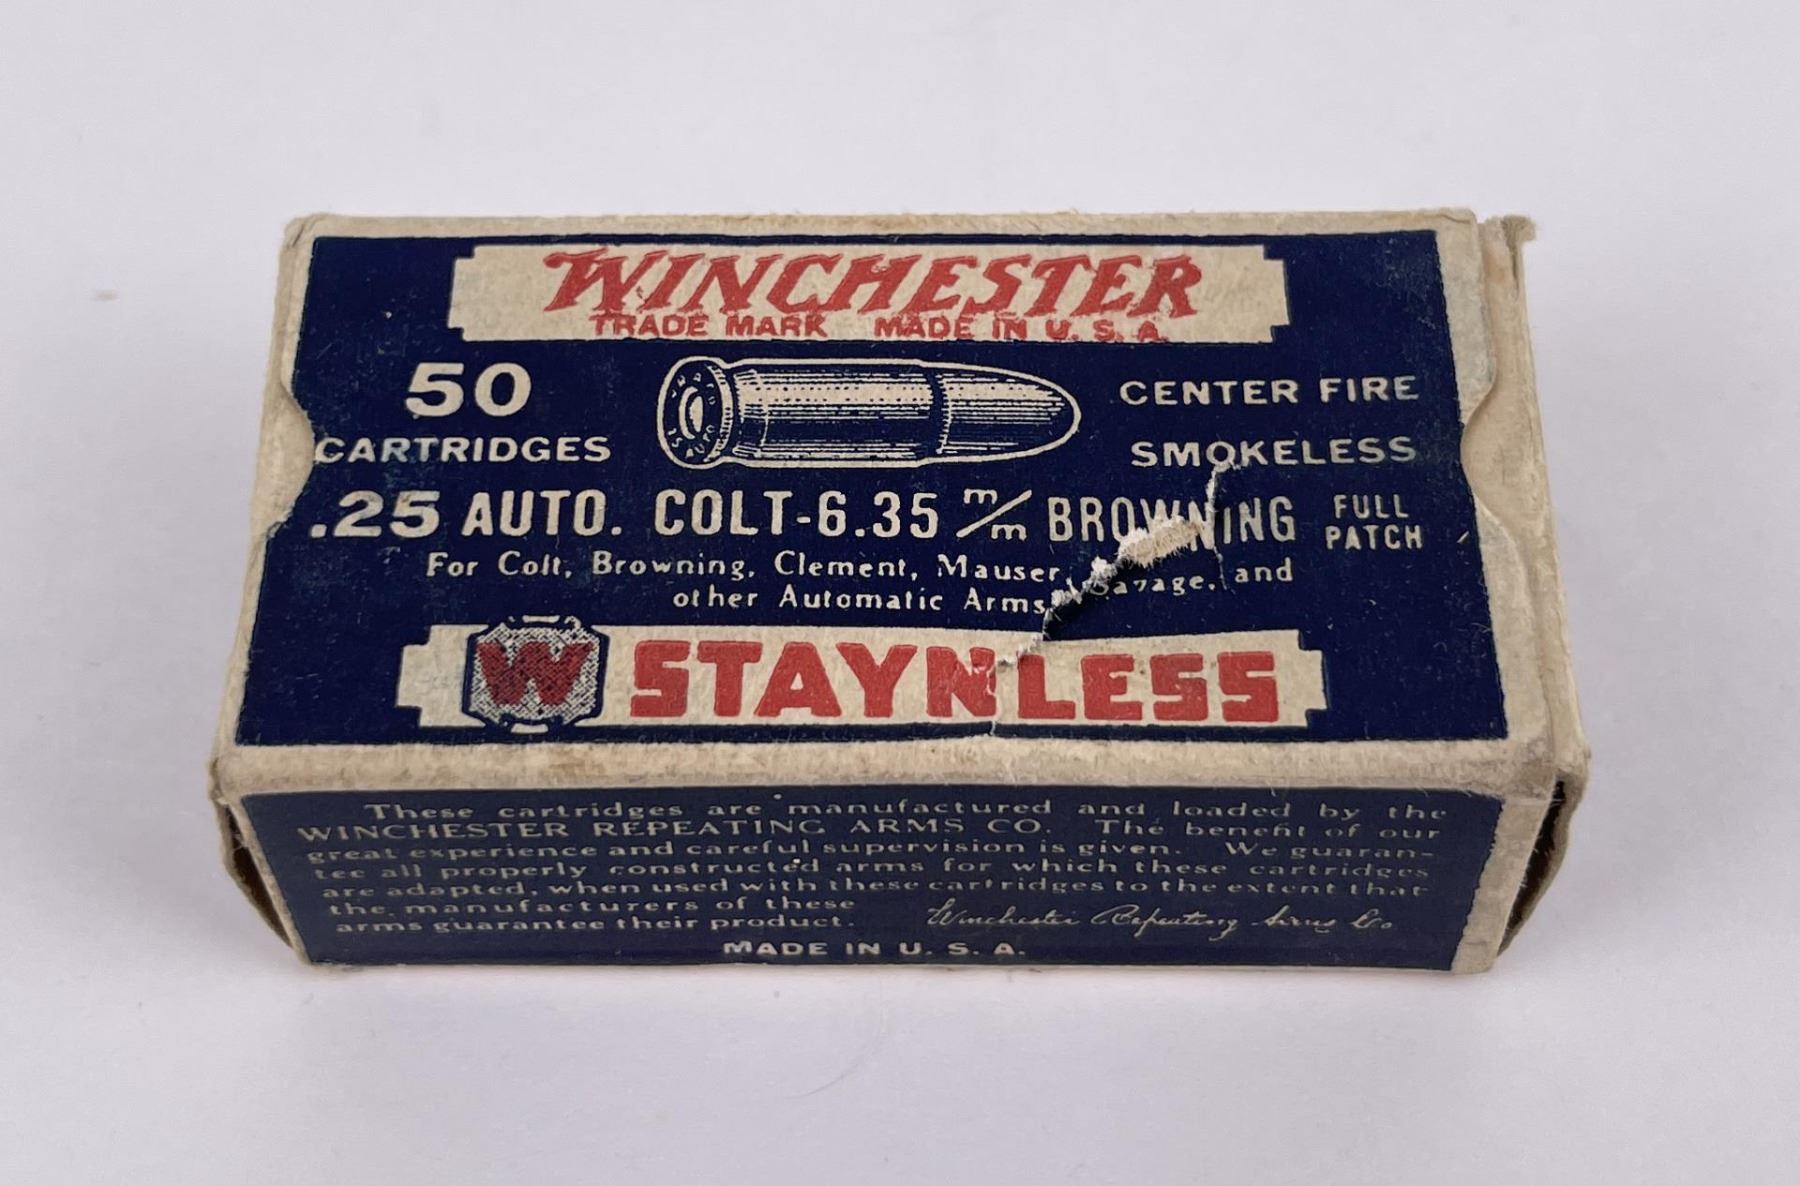 WINCHESTER
TRADE MARK MADE IN U.S.A.
50
CARTRIDGES
CENTER FIRE
SMOKELESS
.25 AUTO. COLT-6.35 m/m BROWNING FULL PATCH
For Colt, Browning, Clement, Mauser, Savage, and
other Automatic Arms
W STAYNLESS
These cartridges are manufactured and loaded by the
WINCHESTER REPEATING ARMS CO. The benefit of our
great experience and careful supervision is given. We guaran-
tee all properly constructed arms for which these cartridges
are adapted, when used with these cartridges to the extent that
the manufacturers of these
arms guarantee their product.
Winchester Repeating Arms Co.
MADE IN U.S.A.